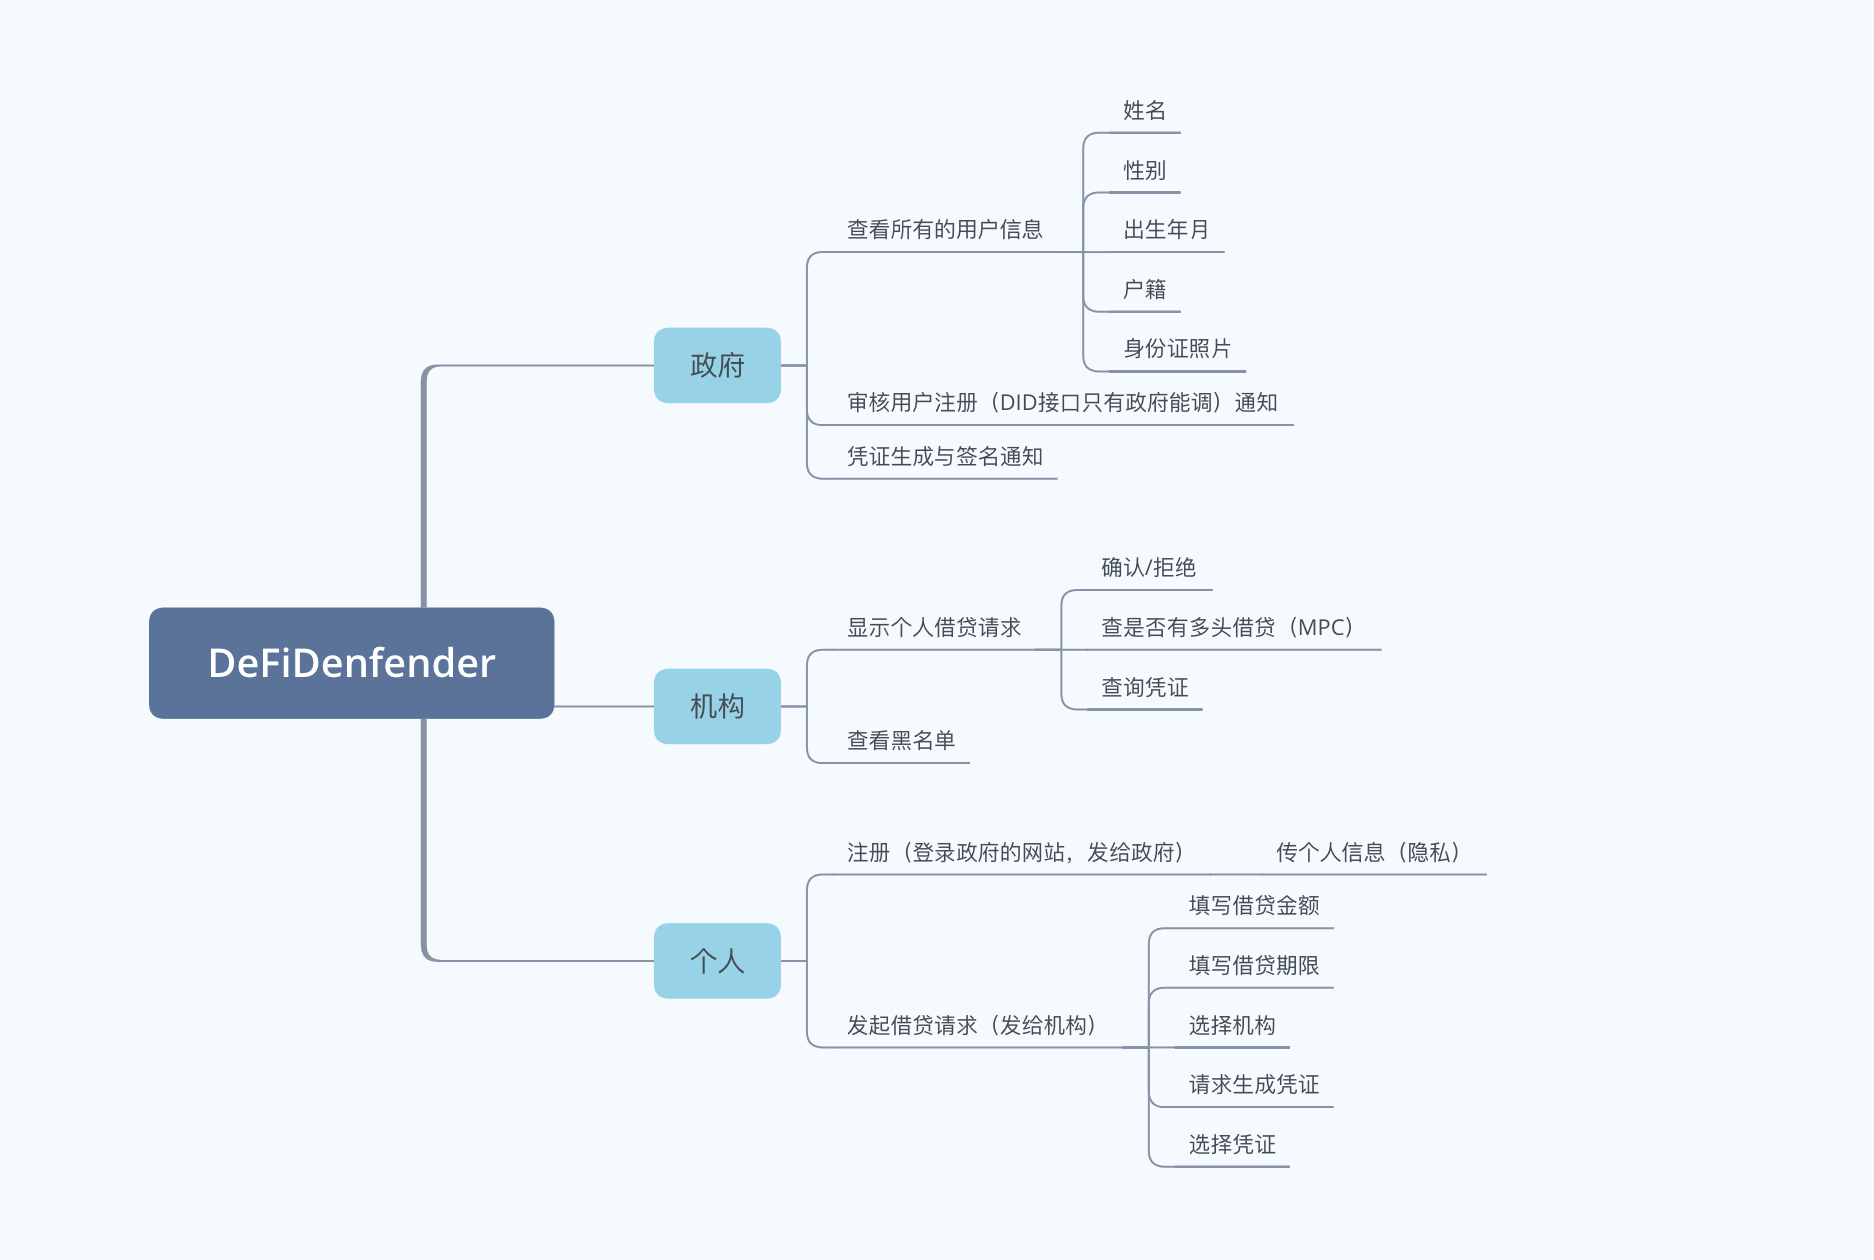 DeFiDenfender
政府
查看所有的用户信息
姓名
性别
出生年月
户籍
身份证照片
审核用户注册（DID接口只有政府能调）通知
凭证生成与签名通知
机构
显示个人借贷请求
确认/拒绝
查是否有多头借贷（MPC）
查询凭证
查看黑名单
个人
注册（登录政府的网站，发给政府）
传个人信息（隐私）
发起借贷请求（发给机构）
填写借贷金额
填写借贷期限
选择机构
请求生成凭证
选择凭证